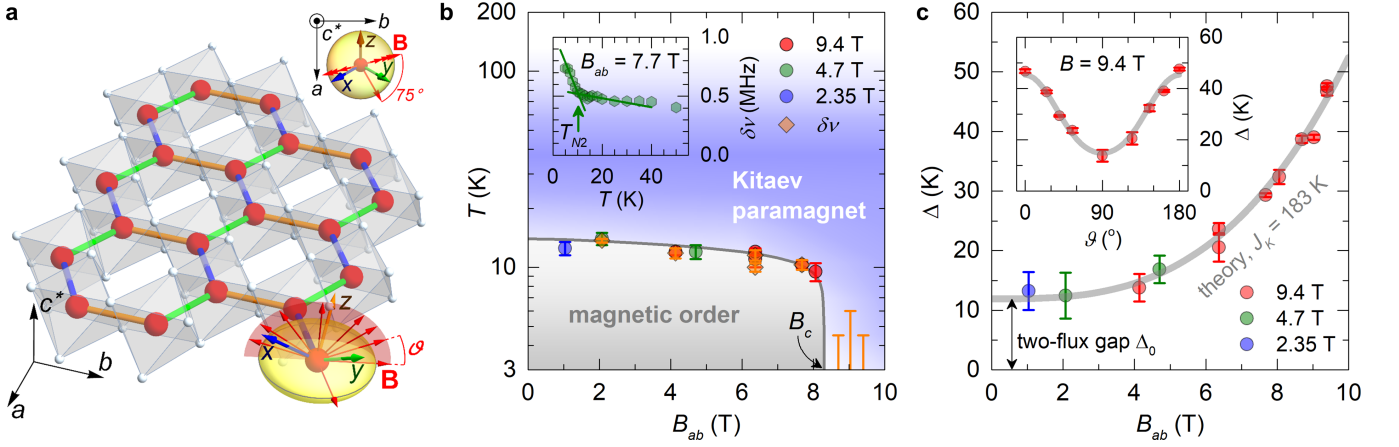 a
c*
b
a
z
B
y
x
75°
c*
b
a
z
x
y
ϑ
B
b
200
100
10
3
T (K)
0 2 4 6 8 10
B_ab (T)
B_ab = 7.7 T
T_N2
0 20 40
T (K)
1.0
0.5
0.0
δν (MHz)
9.4 T
4.7 T
2.35 T
δν
Kitaev
paramagnet
magnetic order
B_c
c
60
50
40
30
20
10
0
Δ (K)
0 2 4 6 8 10
B_ab (T)
B = 9.4 T
60
40
20
0
Δ (K)
0 90 180
ϑ (°)
theory, J_K = 183 K
two-flux gap Δ₀
9.4 T
4.7 T
2.35 T